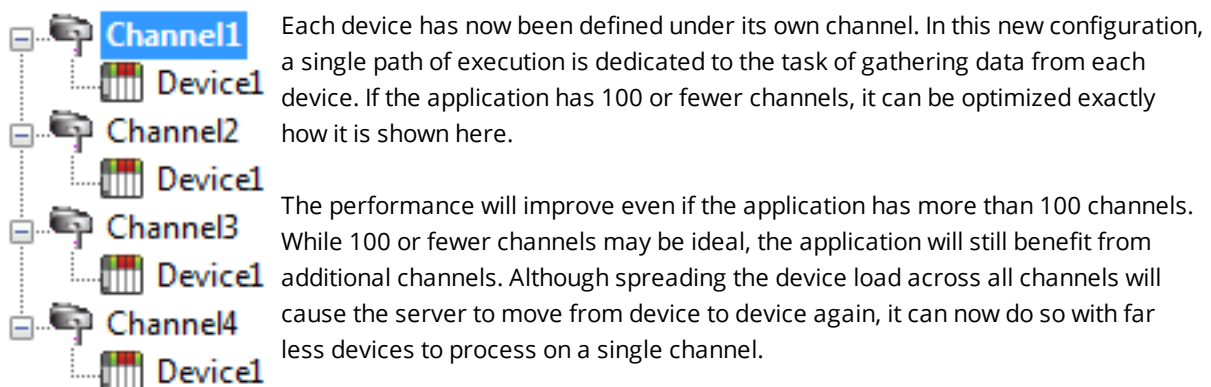 Channel1
Device1
Channel2
Device1
Channel3
Device1
Channel4
Device1
Each device has now been defined under its own channel. In this new configuration,
a single path of execution is dedicated to the task of gathering data from each
device. If the application has 100 or fewer channels, it can be optimized exactly
how it is shown here.
The performance will improve even if the application has more than 100 channels.
While 100 or fewer channels may be ideal, the application will still benefit from
additional channels. Although spreading the device load across all channels will
cause the server to move from device to device again, it can now do so with far
less devices to process on a single channel.